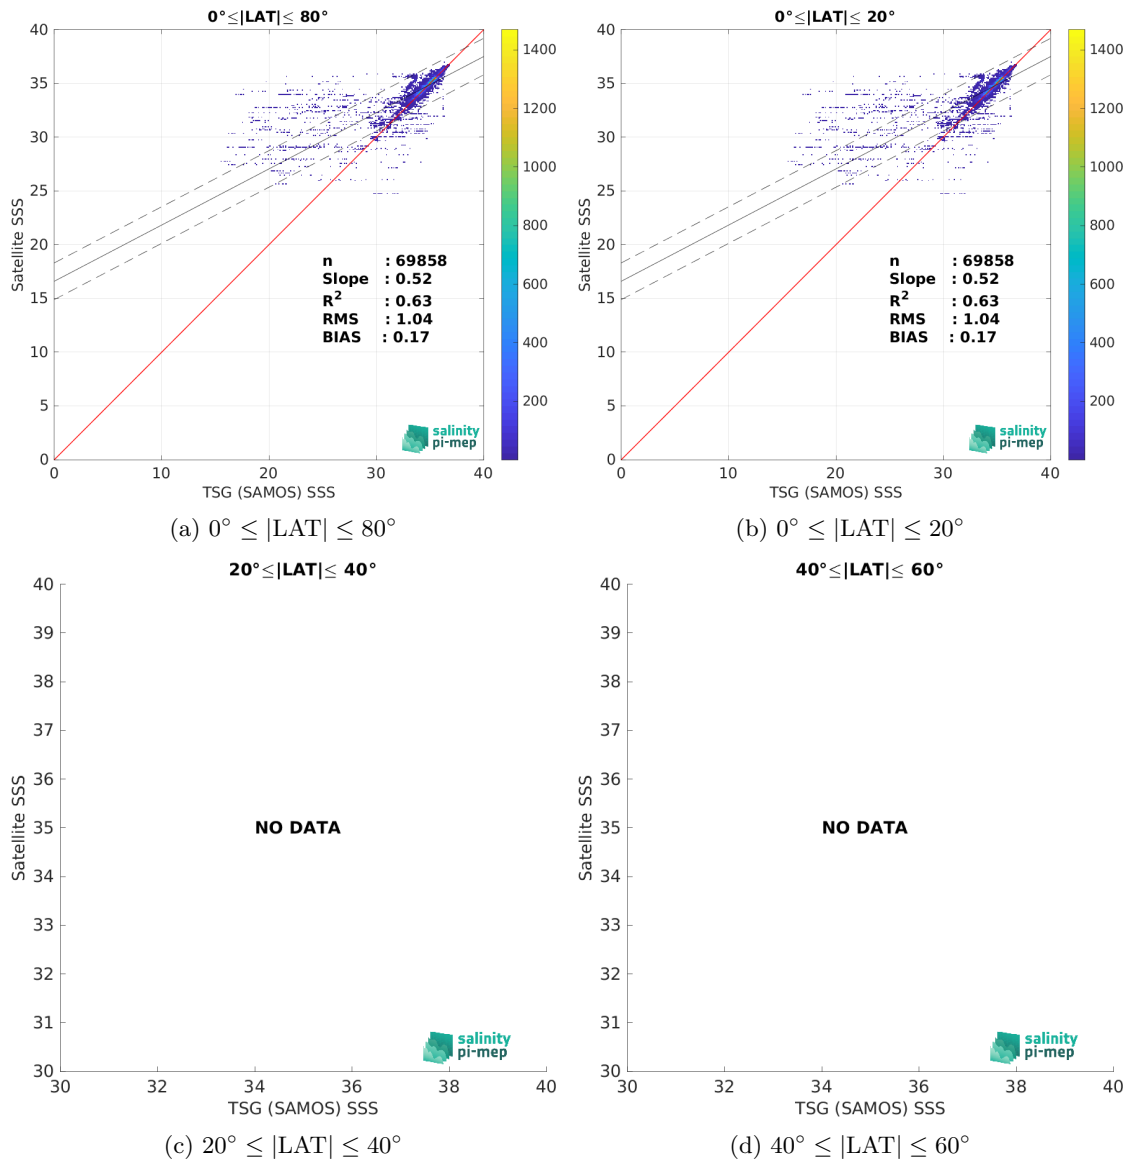 0°≤|LAT|≤ 80°
40
35
30
25
20
15
10
5
0
Satellite SSS
n : 69858
Slope : 0.52
R² : 0.63
RMS : 1.04
BIAS : 0.17
salinity
pi-mep
0 10 20 30 40
TSG (SAMOS) SSS
1400
1200
1000
800
600
400
200
(a) 0° ≤ |LAT| ≤ 80°
0°≤|LAT|≤ 20°
40
35
30
25
20
15
10
5
0
Satellite SSS
n : 69858
Slope : 0.52
R² : 0.63
RMS : 1.04
BIAS : 0.17
salinity
pi-mep
0 10 20 30 40
TSG (SAMOS) SSS
1400
1200
1000
800
600
400
200
(b) 0° ≤ |LAT| ≤ 20°
20°≤|LAT|≤ 40°
40
39
38
37
36
35
34
33
32
31
30
Satellite SSS
NO DATA
salinity
pi-mep
30 32 34 36 38 40
TSG (SAMOS) SSS
(c) 20° ≤ |LAT| ≤ 40°
40°≤|LAT|≤ 60°
40
39
38
37
36
35
34
33
32
31
30
Satellite SSS
NO DATA
salinity
pi-mep
30 32 34 36 38 40
TSG (SAMOS) SSS
(d) 40° ≤ |LAT| ≤ 60°